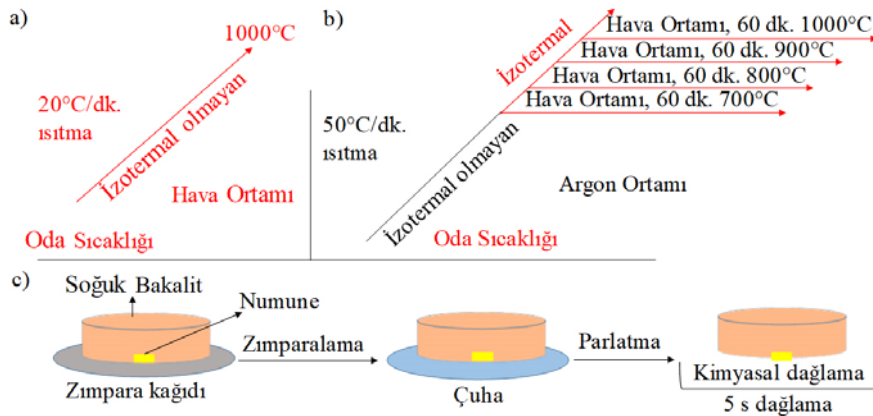 a)
1000°C
20°C/dk.
ısıtma
İzotermal olmayan
Hava Ortamı
Oda Sıcaklığı
b)
İzotermal
Hava Ortamı, 60 dk. 1000°C
Hava Ortamı, 60 dk. 900°C
Hava Ortamı, 60 dk. 800°C
Hava Ortamı, 60 dk. 700°C
50°C/dk.
ısıtma
İzotermal olmayan
Argon Ortamı
Oda Sıcaklığı
c)
Soğuk Bakalit
Numune
Zımparalama
Zımpara kağıdı
Çuha
Parlatma
Kimyasal dağlama
5 s dağlama